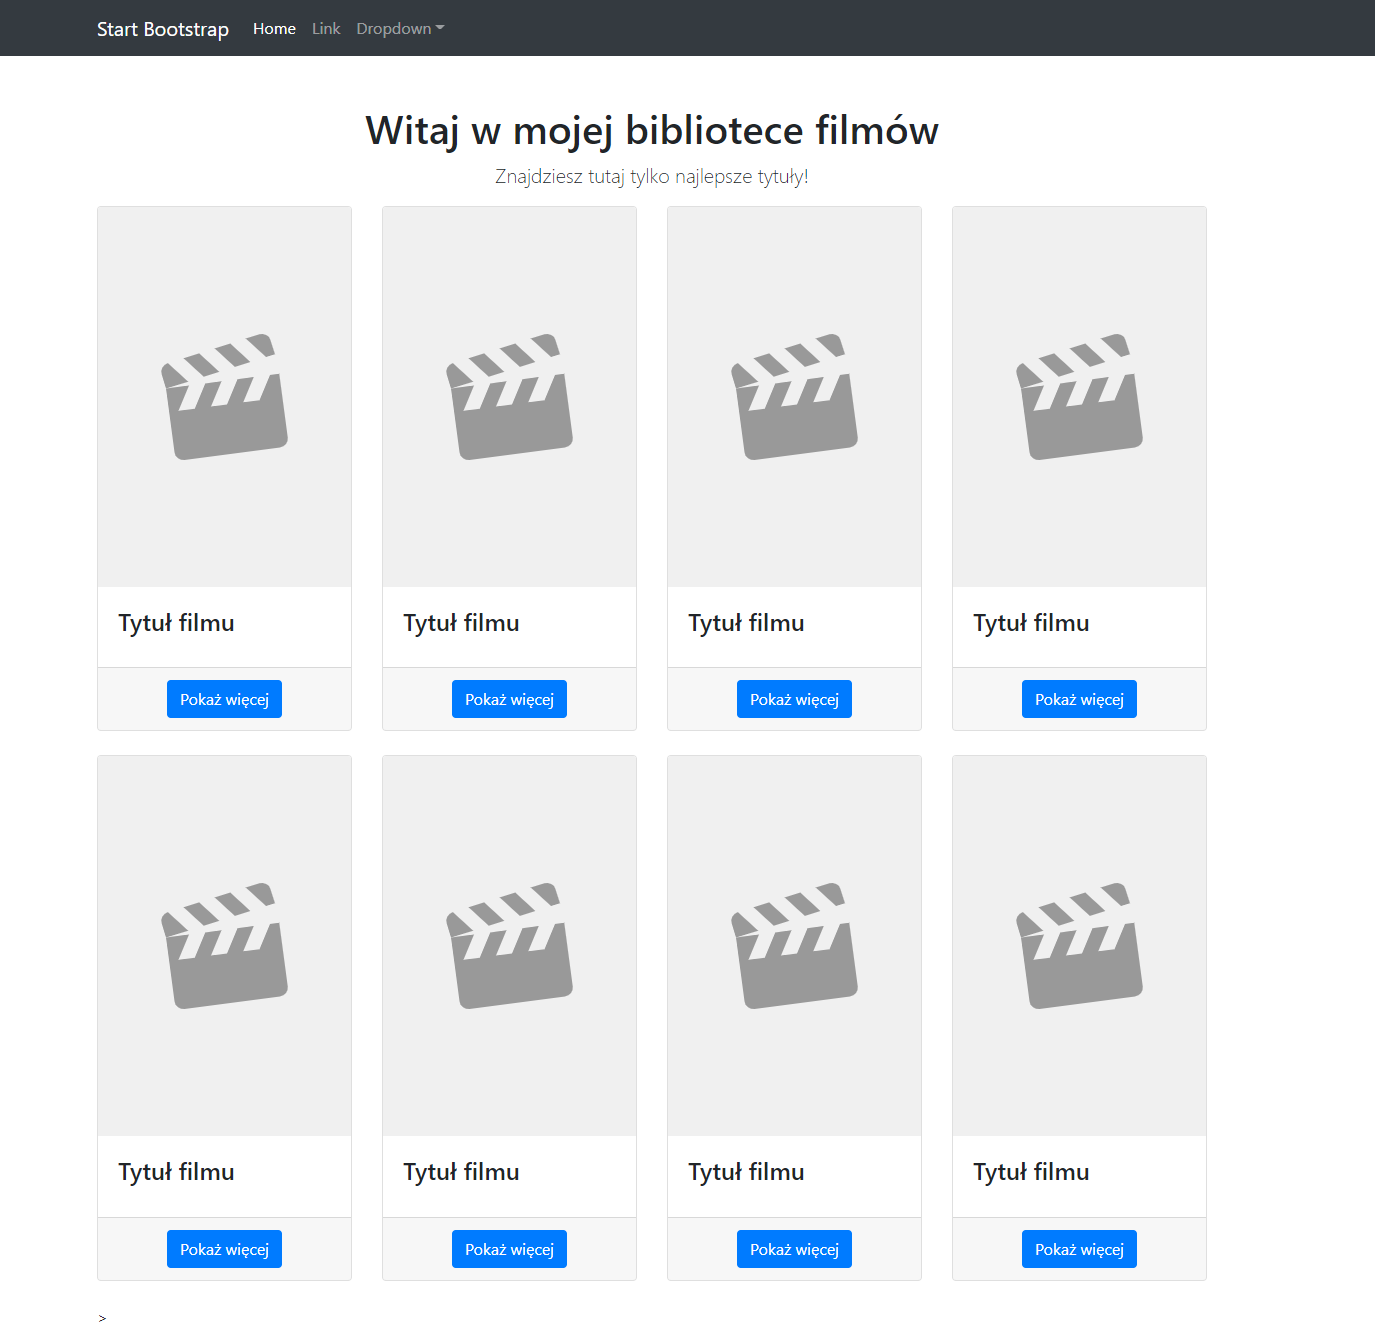 Start Bootstrap Home Link Dropdown
Witaj w mojej bibliotece filmów
Znajdziesz tutaj tylko najlepsze tytuły!
Tytuł filmu Tytuł filmu Tytuł filmu Tytuł filmu
Pokaż więcej Pokaż więcej Pokaż więcej Pokaż więcej
Tytuł filmu Tytuł filmu Tytuł filmu Tytuł filmu
Pokaż więcej Pokaż więcej Pokaż więcej Pokaż więcej
>